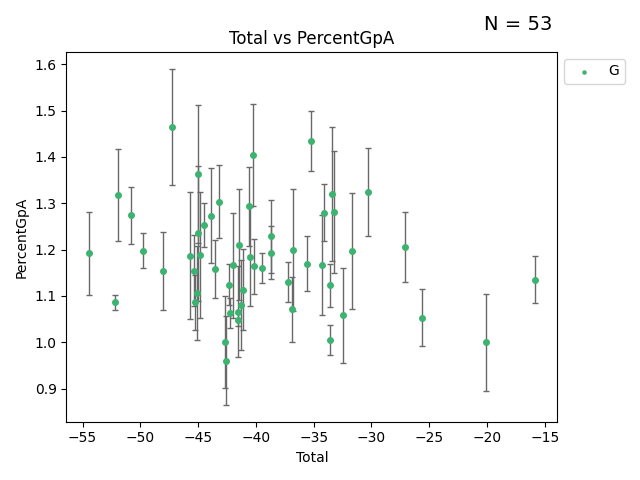 N = 53
Total vs PercentGpA
G
PercentGpA
1.6
1.5
1.4
1.3
1.2
1.1
1.0
0.9
−55 −50 −45 −40 −35 −30 −25 −20 −15
Total